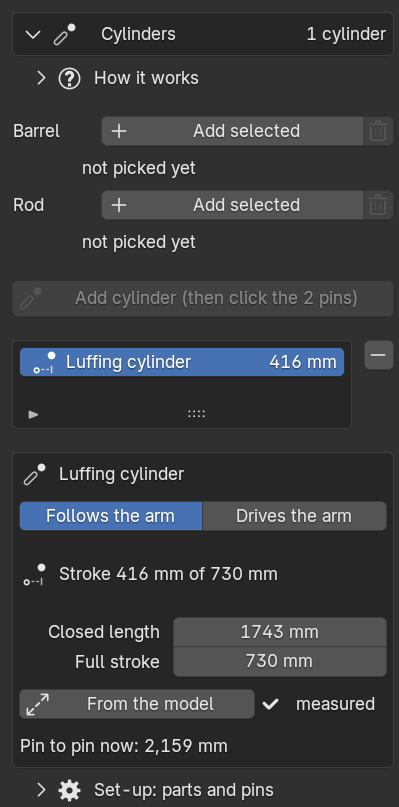 Cylinders 1 cylinder
How it works
Barrel Add selected
not picked yet
Rod Add selected
not picked yet
Add cylinder (then click the 2 pins)
Luffing cylinder 416 mm
Luffing cylinder
Follows the arm Drives the arm
Stroke 416 mm of 730 mm
Closed length 1743 mm
Full stroke 730 mm
From the model measured
Pin to pin now: 2,159 mm
Set-up: parts and pins